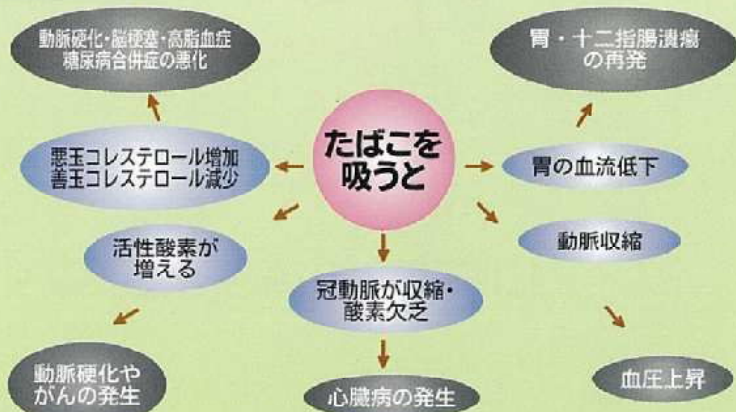 動脈硬化・脳梗塞・高脂血症
糖尿病合併症の悪化
胃・十二指腸潰瘍
の再発
たばこを
吸うと
悪玉コレステロール増加
善玉コレステロール減少
胃の血流低下
活性酸素が
増える
動脈収縮
冠動脈が収縮・
酸素欠乏
動脈硬化や
がんの発生
心臓病の発生
血圧上昇